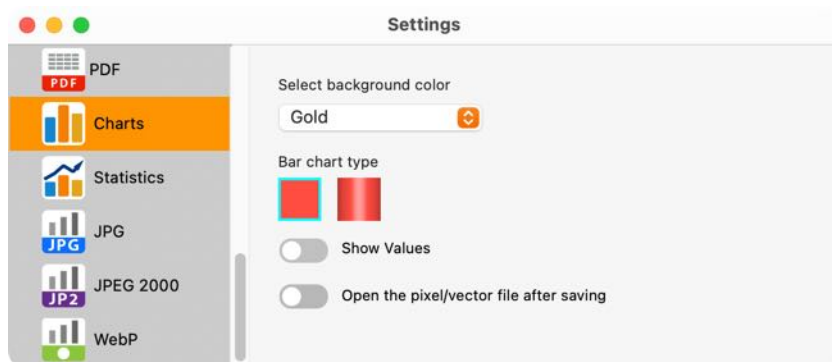 Settings
PDF
PDF
Charts
Statistics
JPG
JPG
JPEG 2000
JP2
WebP
Select background color
Gold
Bar chart type
Show Values
Open the pixel/vector file after saving